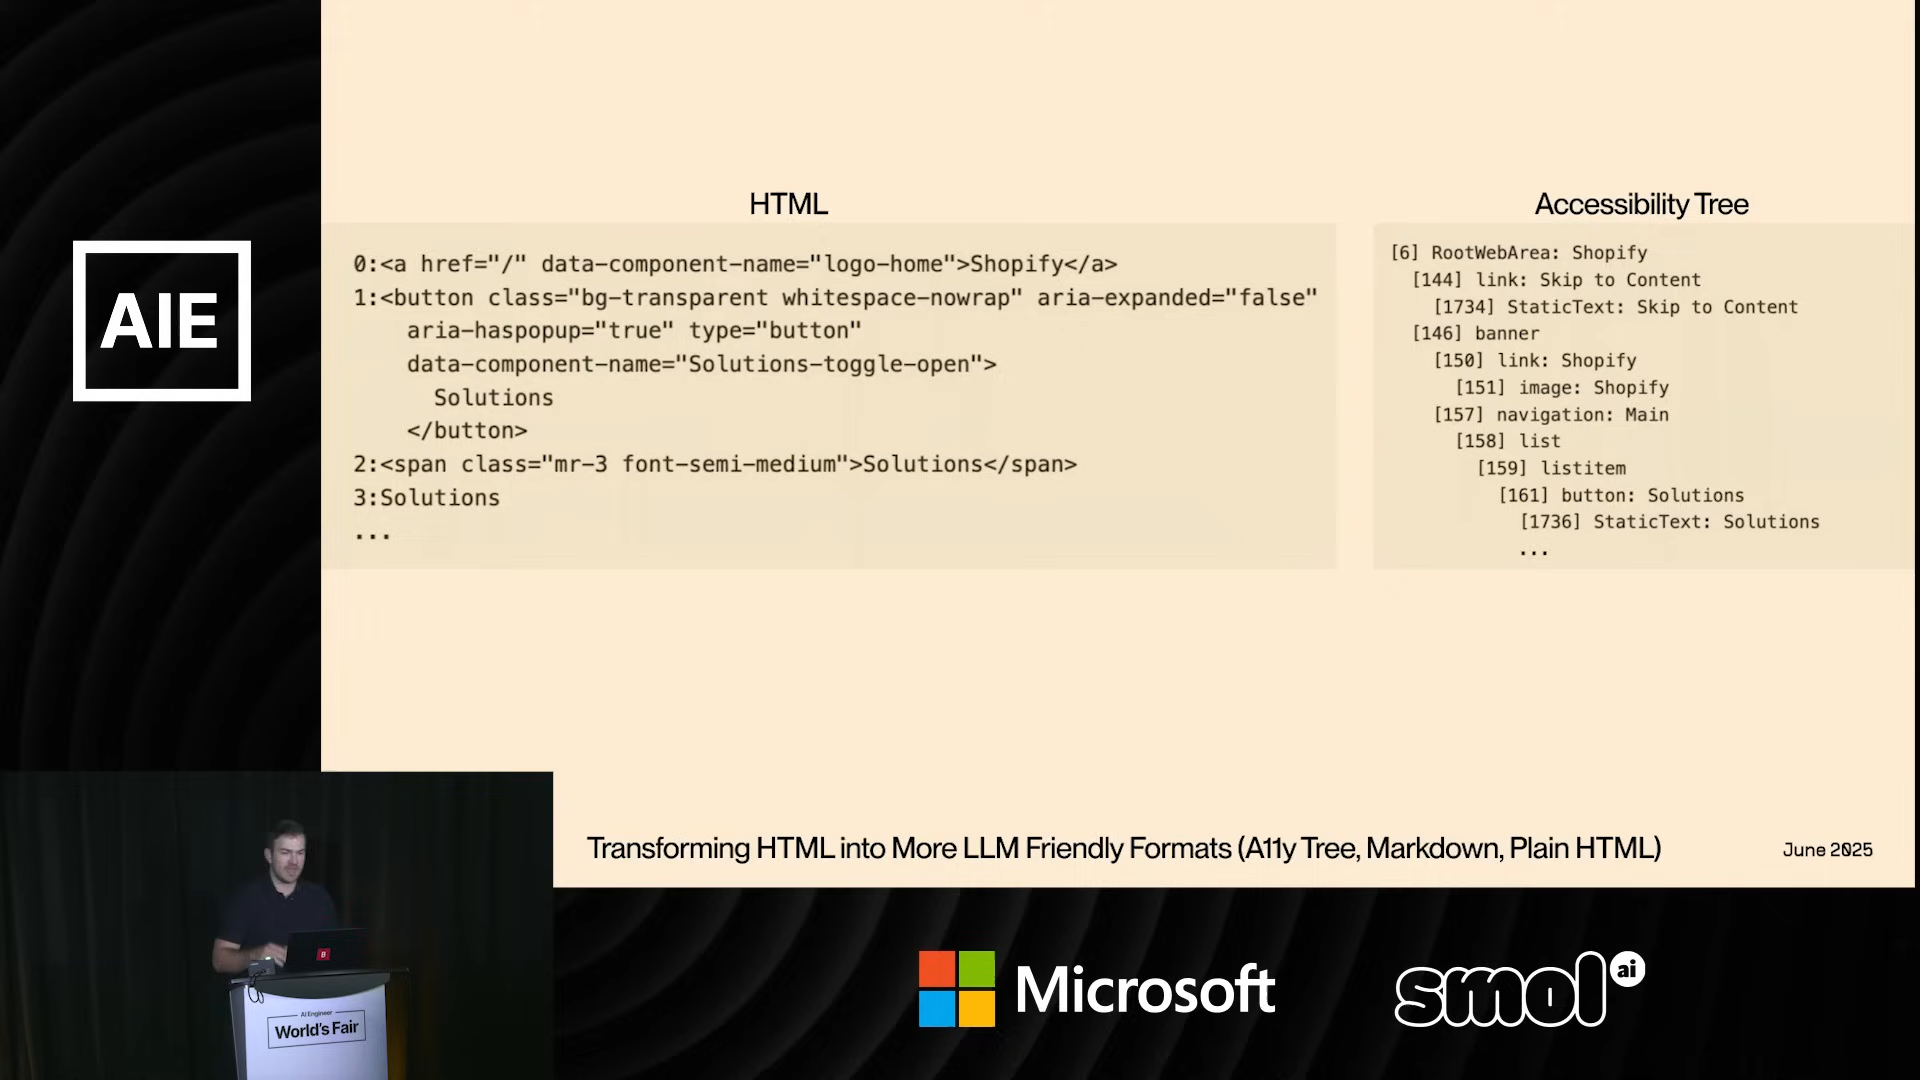 AIE
HTML
0:<a href="/" data-component-name="logo-home">Shopify</a>
1:<button class="bg-transparent whitespace-nowrap" aria-expanded="false"
aria-haspopup="true" type="button"
data-component-name="Solutions-toggle-open">
Solutions
</button>
2:<span class="mr-3 font-semi-medium">Solutions</span>
3:Solutions
...
Accessibility Tree
[6] RootWebArea: Shopify
[144] link: Skip to Content
[1734] StaticText: Skip to Content
[146] banner
[150] link: Shopify
[151] image: Shopify
[157] navigation: Main
[158] list
[159] listitem
[161] button: Solutions
[1736] StaticText: Solutions
...
Transforming HTML into More LLM Friendly Formats (A11y Tree, Markdown, Plain HTML)
June 2025
B
AI Engineer
World's Fair
Microsoft
smol ai